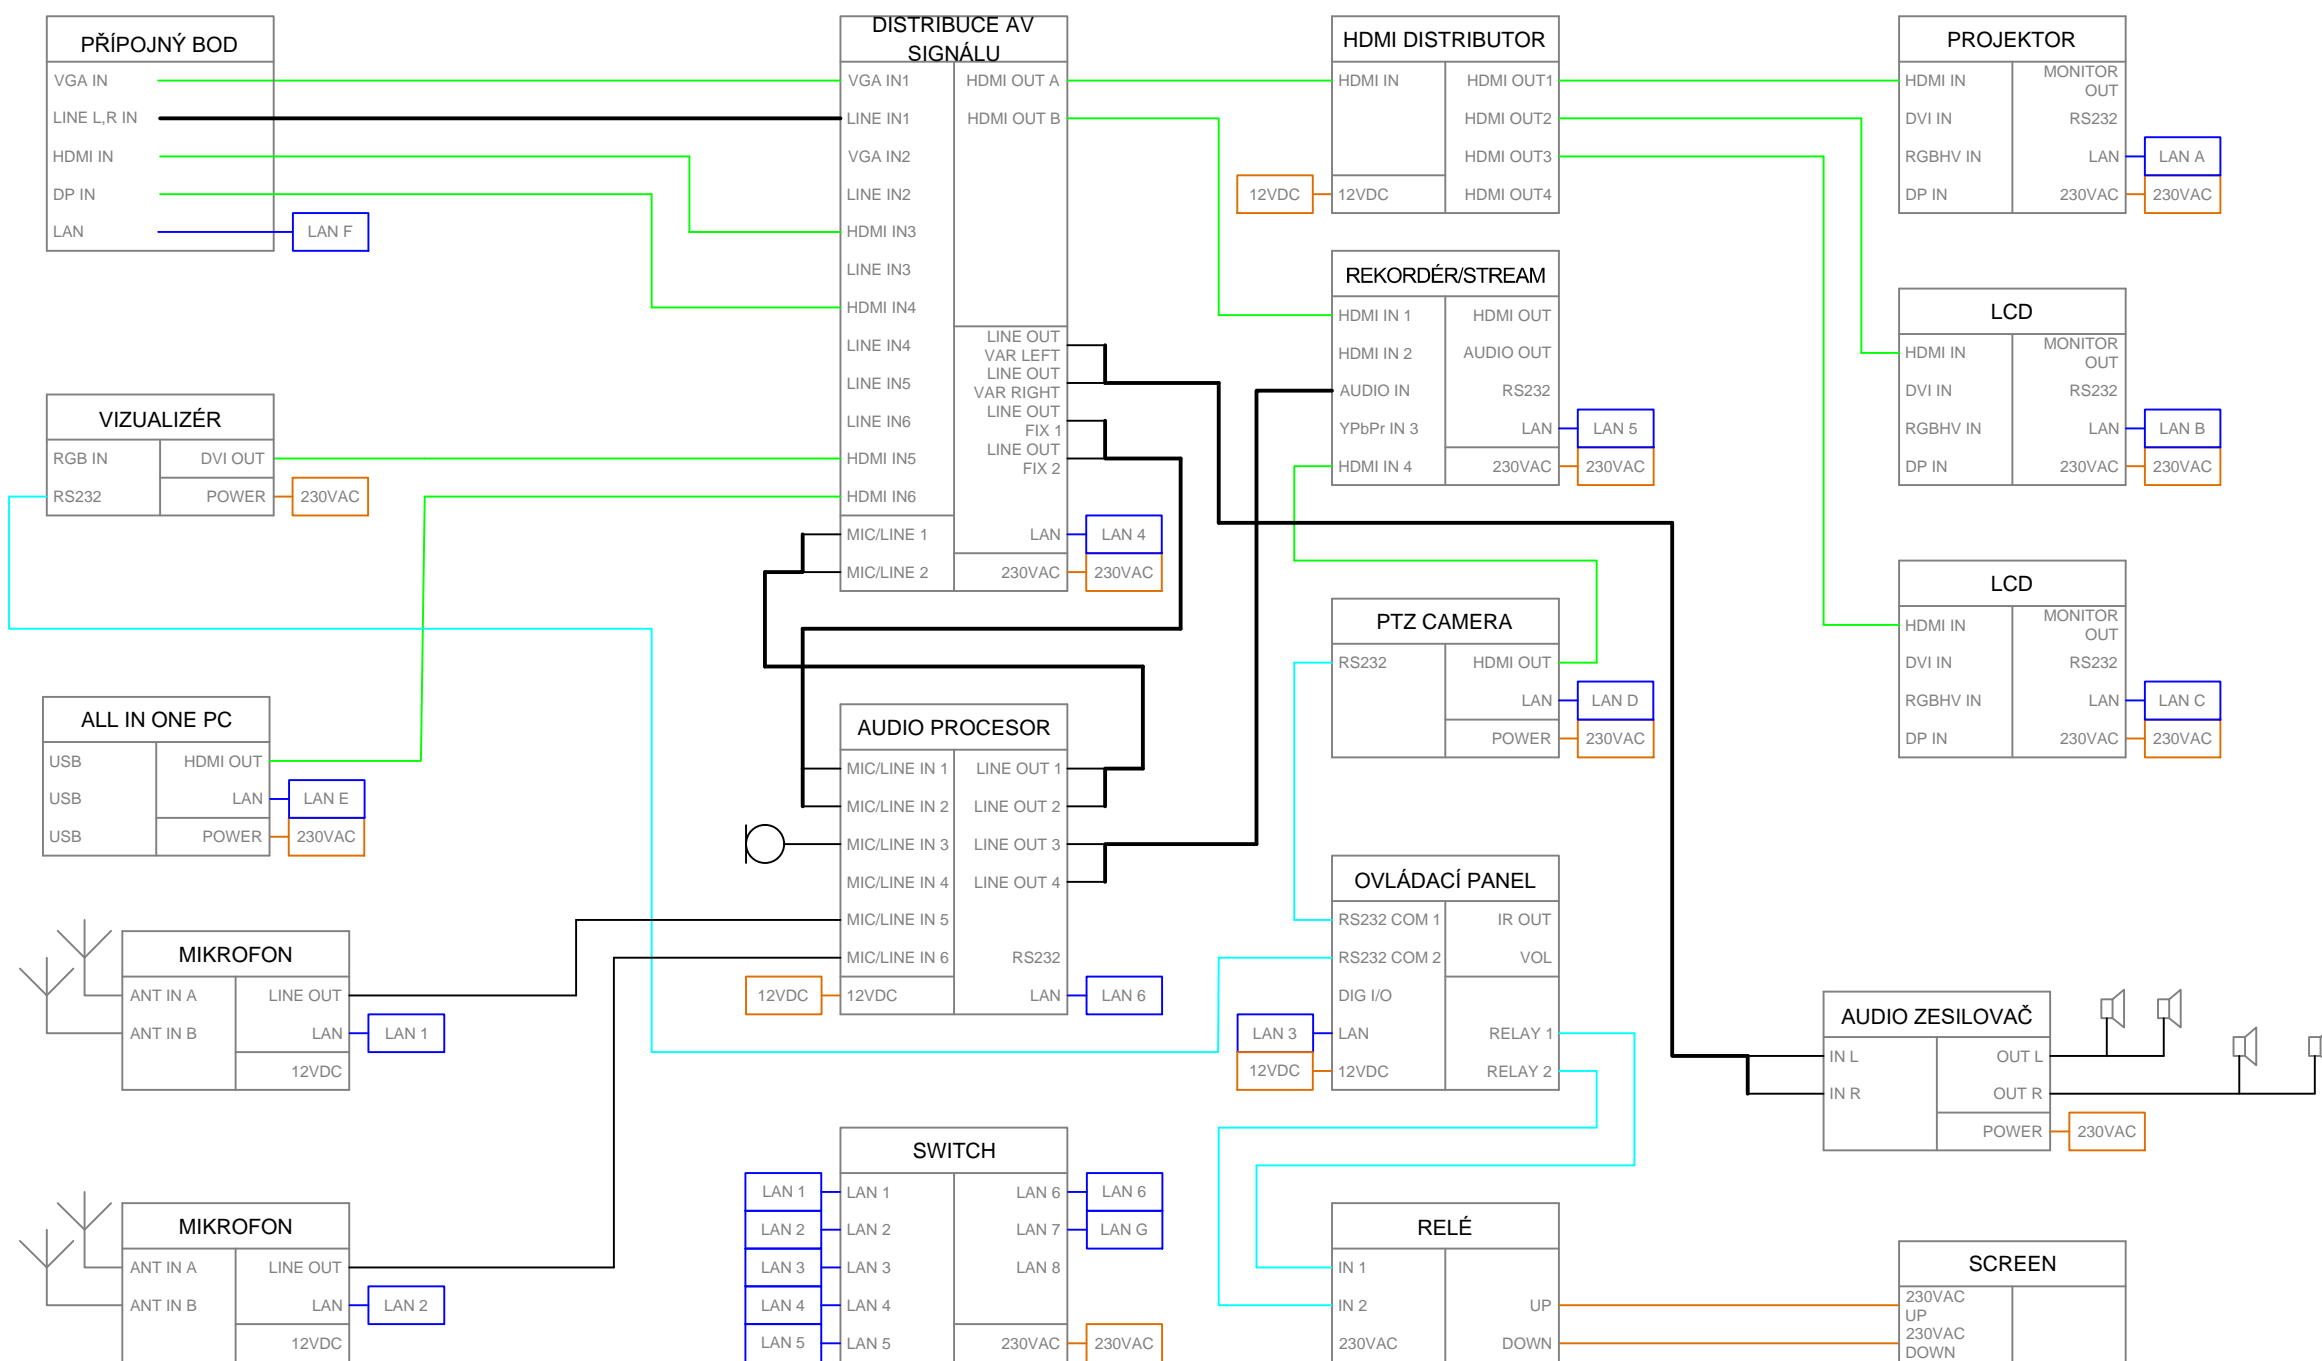 PŘÍPOJNÝ BOD
VGA IN
LINE L,R IN
HDMI IN
DP IN
LAN
LAN F
VIZUALIZÉR
RGB IN
DVI OUT
RS232
POWER
230VAC
ALL IN ONE PC
USB
HDMI OUT
USB
LAN
LAN E
USB
POWER
230VAC
MIKROFON
ANT IN A
LINE OUT
ANT IN B
LAN
LAN 1
12VDC
MIKROFON
ANT IN A
LINE OUT
ANT IN B
LAN
LAN 2
12VDC
DISTRIBUCE AV
SIGNÁLU
VGA IN1
LINE IN1
VGA IN2
LINE IN2
HDMI IN3
LINE IN3
HDMI IN4
LINE IN4
LINE IN5
LINE IN6
HDMI IN5
HDMI IN6
MIC/LINE 1
MIC/LINE 2
HDMI OUT A
HDMI OUT B
LINE OUT
VAR LEFT
LINE OUT
VAR RIGHT
LINE OUT
FIX 1
LINE OUT
FIX 2
LAN
LAN 4
230VAC
230VAC
AUDIO PROCESOR
MIC/LINE IN 1
MIC/LINE IN 2
MIC/LINE IN 3
MIC/LINE IN 4
MIC/LINE IN 5
MIC/LINE IN 6
12VDC
12VDC
LINE OUT 1
LINE OUT 2
LINE OUT 3
LINE OUT 4
RS232
LAN
LAN 6
SWITCH
LAN 1
LAN 1
LAN 2
LAN 2
LAN 3
LAN 3
LAN 4
LAN 4
LAN 5
LAN 5
LAN 6
LAN 6
LAN 7
LAN G
LAN 8
230VAC
230VAC
HDMI DISTRIBUTOR
HDMI IN
12VDC
12VDC
HDMI OUT1
HDMI OUT2
HDMI OUT3
HDMI OUT4
REKORDÉR/STREAM
HDMI IN 1
HDMI IN 2
AUDIO IN
YPbPr IN 3
HDMI IN 4
HDMI OUT
AUDIO OUT
RS232
LAN
LAN 5
230VAC
230VAC
PTZ CAMERA
RS232
HDMI OUT
LAN
LAN D
POWER
230VAC
OVLÁDACÍ PANEL
RS232 COM 1
RS232 COM 2
DIG I/O
LAN 3
LAN
12VDC
12VDC
IR OUT
VOL
RELAY 1
RELAY 2
RELÉ
IN 1
IN 2
230VAC
UP
DOWN
PROJEKTOR
HDMI IN
DVI IN
RGBHV IN
DP IN
MONITOR
OUT
RS232
LAN
LAN A
230VAC
230VAC
LCD
HDMI IN
DVI IN
RGBHV IN
DP IN
MONITOR
OUT
RS232
LAN
LAN B
230VAC
230VAC
LCD
HDMI IN
DVI IN
RGBHV IN
DP IN
MONITOR
OUT
RS232
LAN
LAN C
230VAC
230VAC
AUDIO ZESILOVAČ
IN L
IN R
OUT L
OUT R
POWER
230VAC
SCREEN
230VAC
UP
230VAC
DOWN